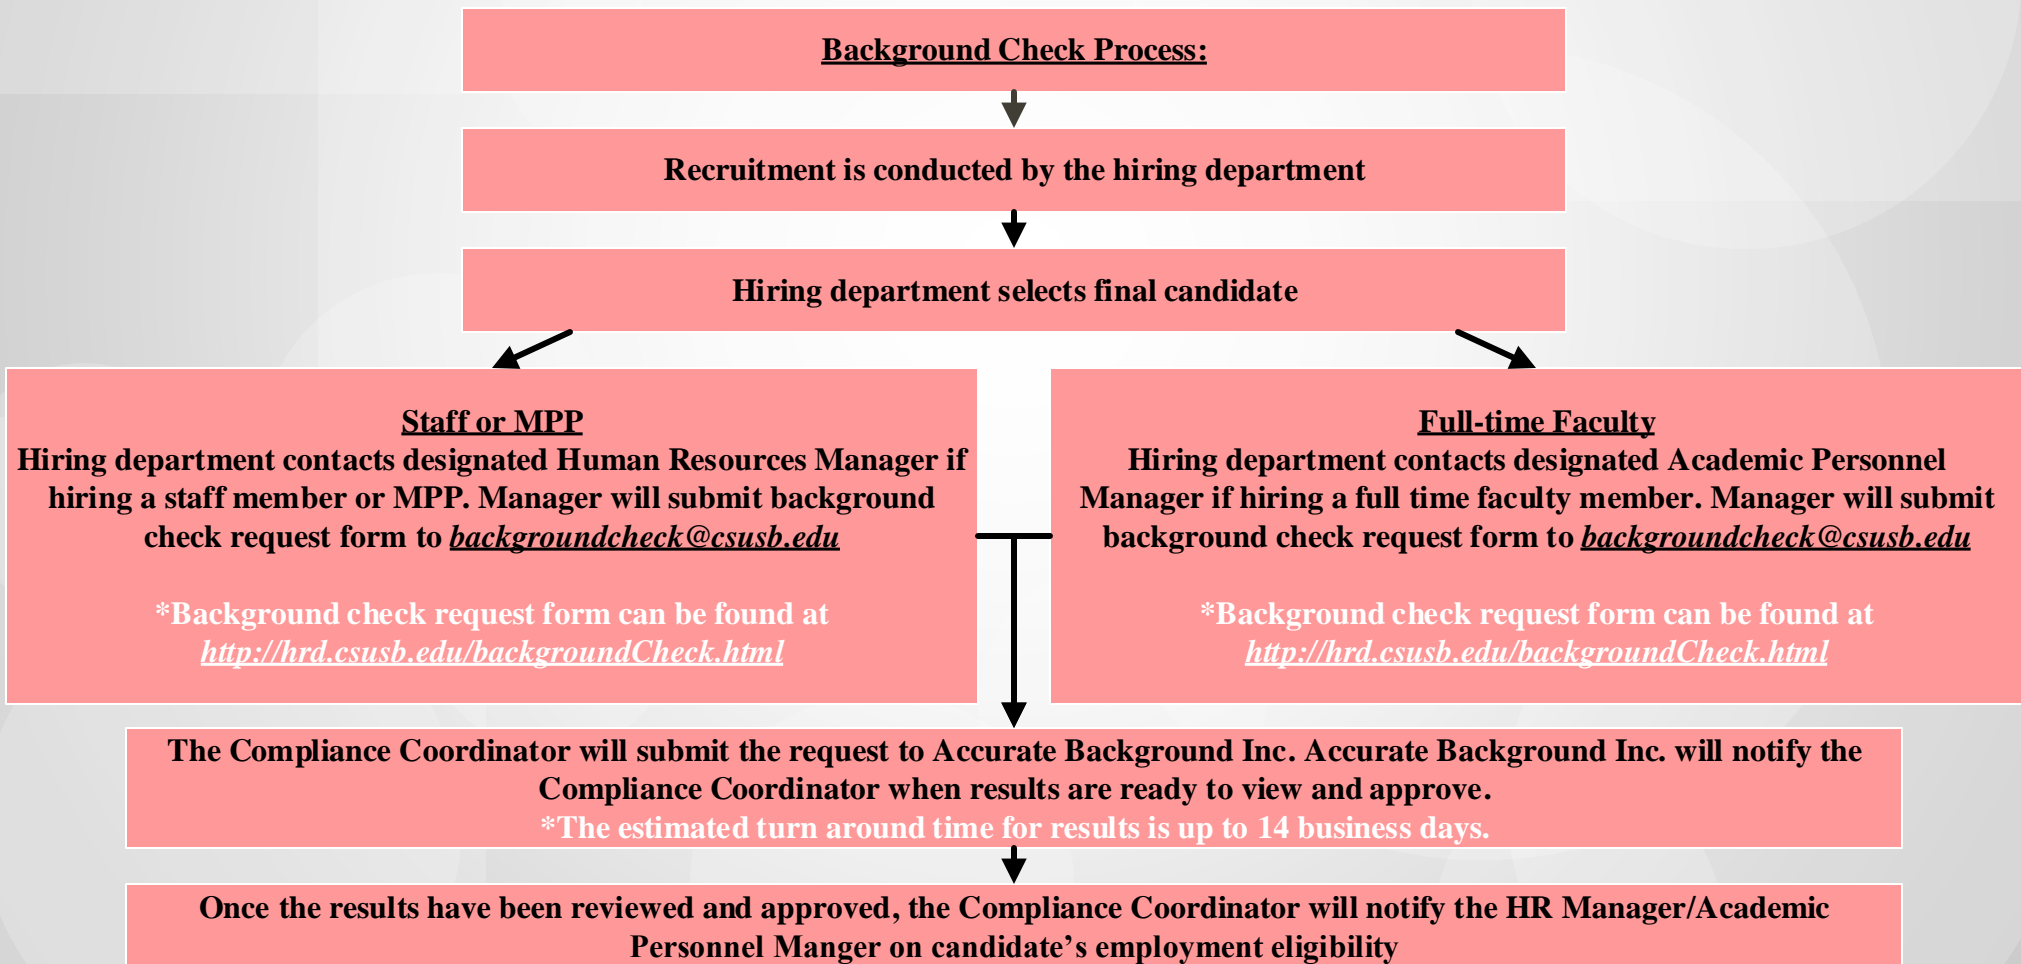 Background Check Process:
Recruitment is conducted by the hiring department
Hiring department selects final candidate
Staff or MPP
Hiring department contacts designated Human Resources Manager if
hiring a staff member or MPP. Manager will submit background
check request form to backgroundcheck@csusb.edu
*Background check request form can be found at
http://hrd.csusb.edu/backgroundCheck.html
Full-time Faculty
Hiring department contacts designated Academic Personnel
Manager if hiring a full time faculty member. Manager will submit
background check request form to backgroundcheck@csusb.edu
*Background check request form can be found at
http://hrd.csusb.edu/backgroundCheck.html
The Compliance Coordinator will submit the request to Accurate Background Inc. Accurate Background Inc. will notify the
Compliance Coordinator when results are ready to view and approve.
*The estimated turn around time for results is up to 14 business days.
Once the results have been reviewed and approved, the Compliance Coordinator will notify the HR Manager/Academic
Personnel Manger on candidate’s employment eligibility